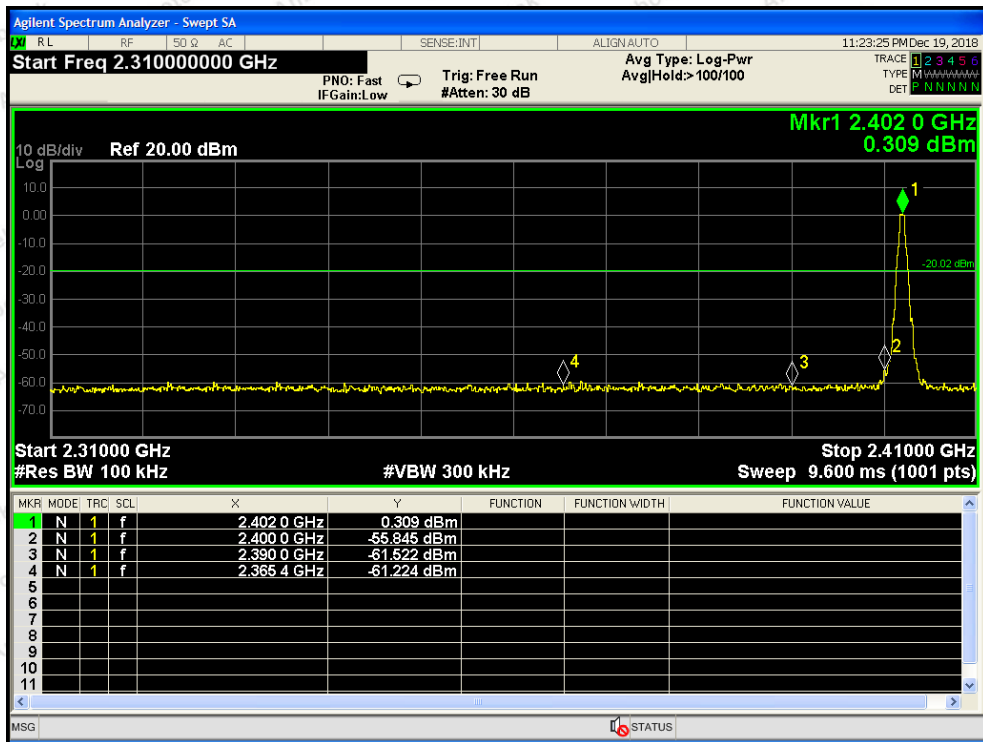 Agilent Spectrum Analyzer - Swept SA
LXI RL RF 50 Ω AC SENSE:INT ALIGN AUTO 11:23:25 PM Dec 19, 2018
Start Freq 2.310000000 GHz
PNO: Fast
IFGain:Low
Trig: Free Run
#Atten: 30 dB
Avg Type: Log-Pwr
Avg|Hold:>100/100
TRACE 1 2 3 4 5 6
TYPE M WWWWW
DET P N N N N N
Mkr1 2.402 0 GHz
0.309 dBm
10 dB/div Ref 20.00 dBm
Log
10.0
0.00
-10.0
-20.0
-30.0
-40.0
-50.0
-60.0
-70.0
1
-20.02 dBm
2
3
4
Start 2.31000 GHz Stop 2.41000 GHz
#Res BW 100 kHz #VBW 300 kHz Sweep 9.600 ms (1001 pts)
MKR MODE TRC SCL X Y FUNCTION FUNCTION WIDTH FUNCTION VALUE
1 N 1 f 2.402 0 GHz 0.309 dBm
2 N 1 f 2.400 0 GHz -55.845 dBm
3 N 1 f 2.390 0 GHz -61.522 dBm
4 N 1 f 2.365 4 GHz -61.224 dBm
5
6
7
8
9
10
11
MSG STATUS